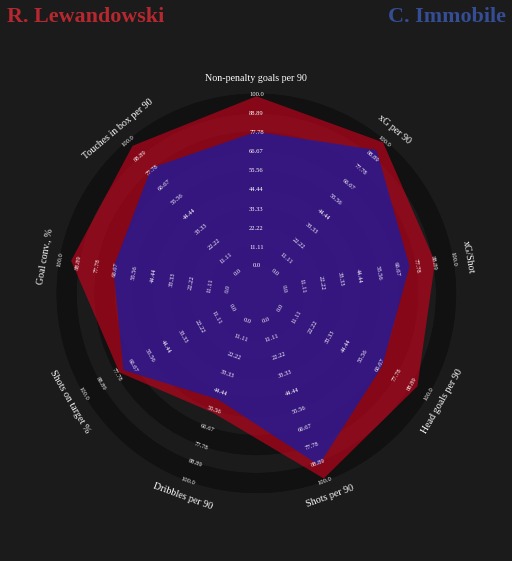 R. Lewandowski
C. Immobile
Non-penalty goals per 90
xG per 90
xG/Shot
Head goals per 90
Shots per 90
Dribbles per 90
Shots on target %
Goal conv., %
Touches in box per 90
100.0
88.89
77.78
66.67
55.56
44.44
33.33
22.22
11.11
0.0